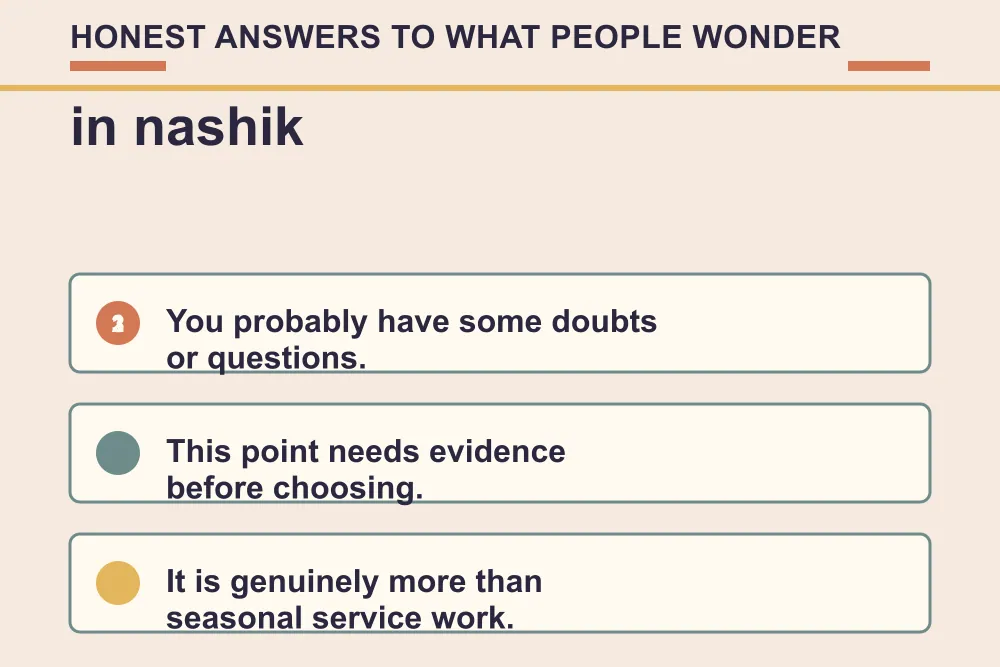 HONEST ANSWERS TO WHAT PEOPLE WONDER
in nashik
You probably have some doubts
or questions.
This point needs evidence
before choosing.
It is genuinely more than
seasonal service work.